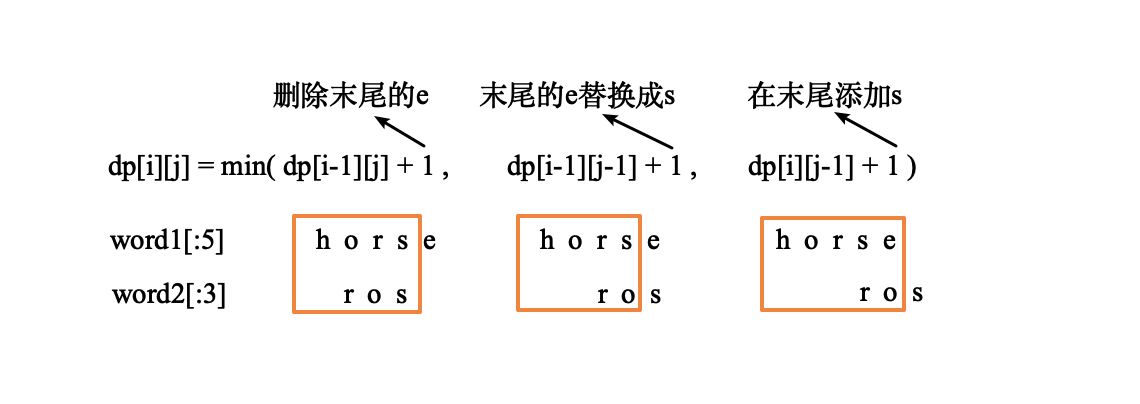 删除末尾的e 末尾的e替换成s 在末尾添加s
dp[i][j] = min( dp[i-1][j] + 1 , dp[i-1][j-1] + 1 , dp[i][j-1] + 1 )
word1[:5] h o r s e h o r s e h o r s e
word2[:3] r o s r o s r o s